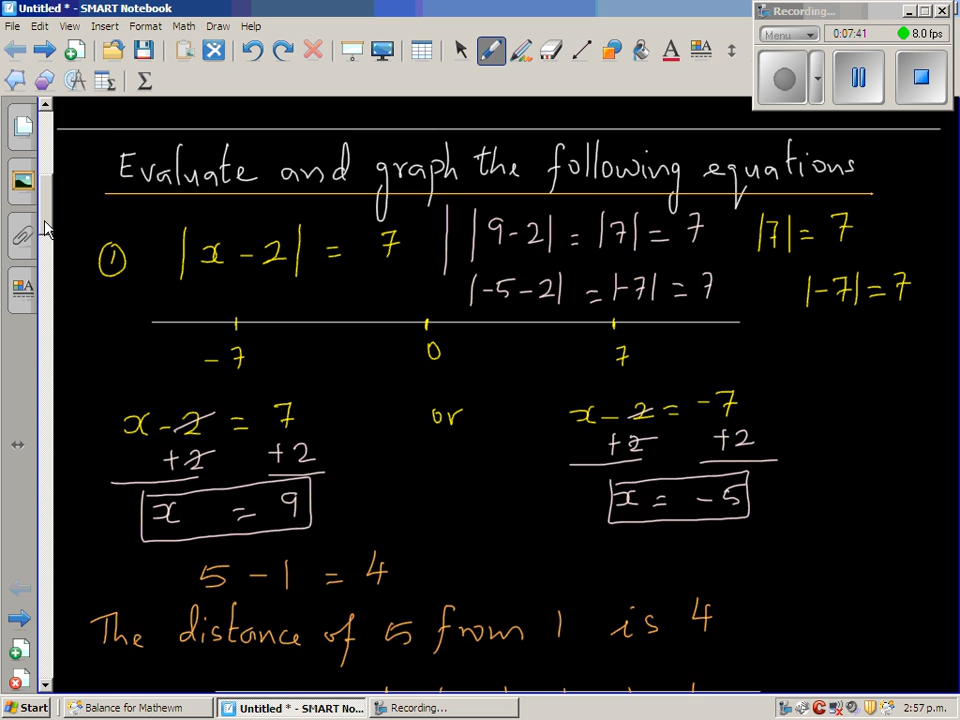 Untitled * - SMART Notebook
Recording...
File Edit View Insert Format Math Draw Help
Menu 0:07:41 8.0 fps
Evaluate and graph the following equations
① |x - 2| = 7 |9-2| = |7| = 7 |7| = 7
|-5-2| = |-7| = 7 |-7| = 7
-7 0 7
x - 2 = 7 or x - 2 = -7
+2 +2 +2 +2
x = 9 x = -5
5 - 1 = 4
The distance of 5 from 1 is 4
Start Balance for Mathewm Untitled * - SMART No... Recording... 2:57 p.m.